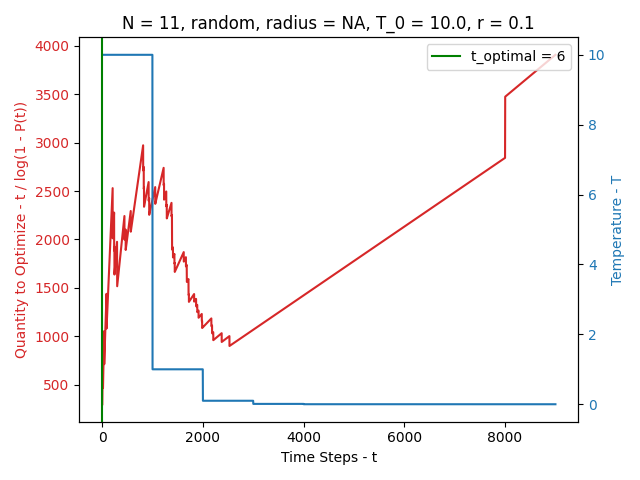 N = 11, random, radius = NA, T_0 = 10.0, r = 0.1
t_optimal = 6
Quantity to Optimize - t / log(1 - P(t))
4000
3500
3000
2500
2000
1500
1000
500
10
8
6
4
2
0
Temperature - T
0 2000 4000 6000 8000
Time Steps - t